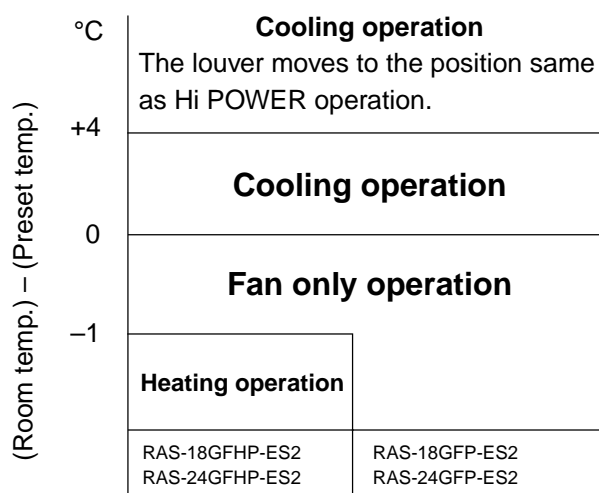 °C
Cooling operation
The louver moves to the position same
as Hi POWER operation.
+4
Cooling operation
0
Fan only operation
–1
Heating operation
(Room temp.) – (Preset temp.)
RAS-18GFHP-ES2
RAS-24GFHP-ES2
RAS-18GFP-ES2
RAS-24GFP-ES2